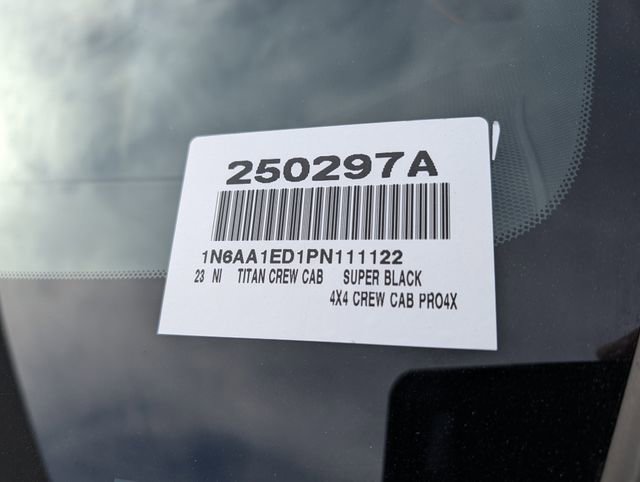 250297A
1N6AA1ED1PN111122
23 NI TITAN CREW CAB SUPER BLACK
4X4 CREW CAB PRO4X